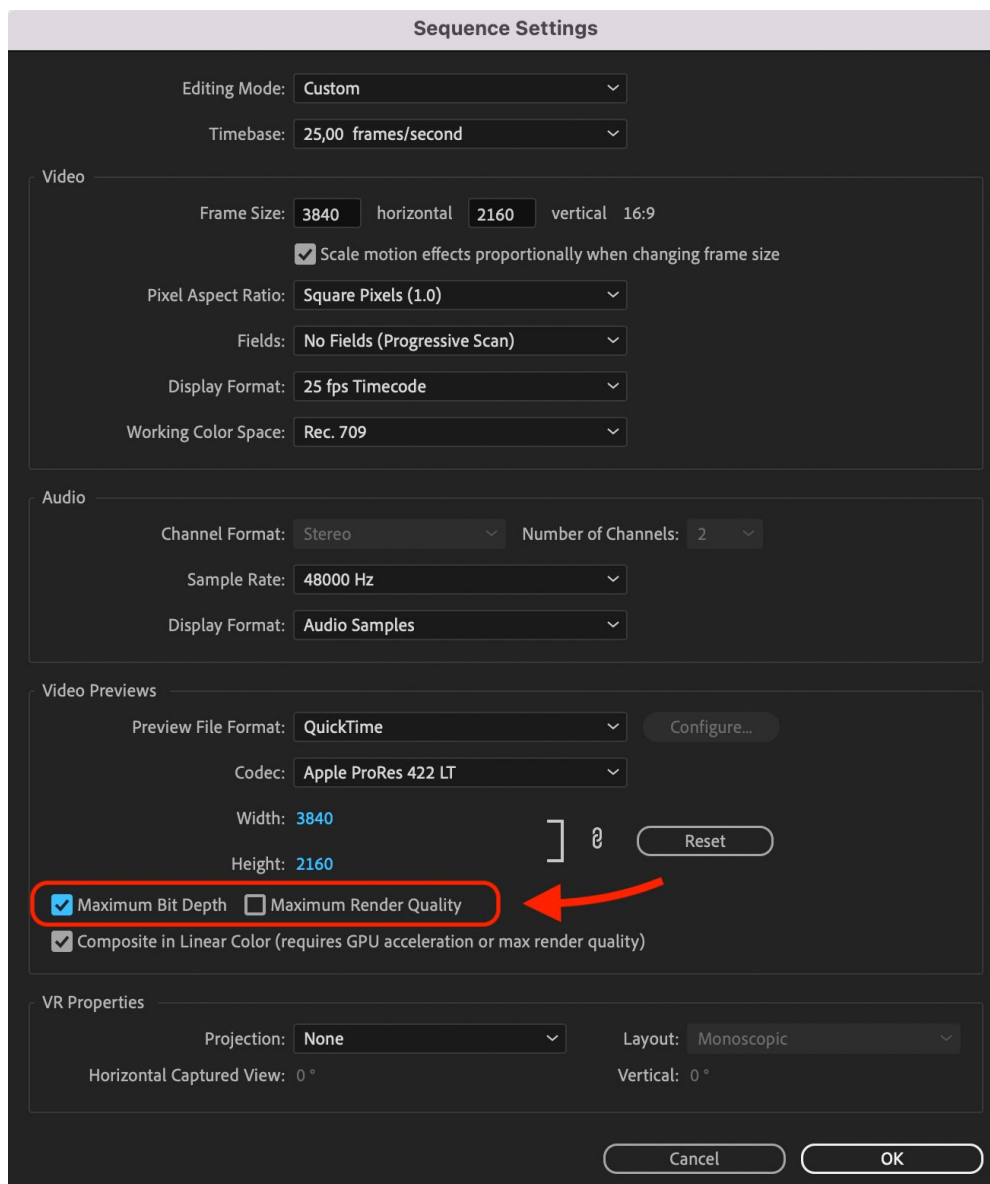 Sequence Settings
Editing Mode: Custom
Timebase: 25,00 frames/second
Video
Frame Size: 3840 horizontal 2160 vertical 16:9
Scale motion effects proportionally when changing frame size
Pixel Aspect Ratio: Square Pixels (1.0)
Fields: No Fields (Progressive Scan)
Display Format: 25 fps Timecode
Working Color Space: Rec. 709
Audio
Channel Format: Stereo Number of Channels: 2
Sample Rate: 48000 Hz
Display Format: Audio Samples
Video Previews
Preview File Format: QuickTime Configure...
Codec: Apple ProRes 422 LT
Width: 3840
Reset
Height: 2160
Maximum Bit Depth Maximum Render Quality
Composite in Linear Color (requires GPU acceleration or max render quality)
VR Properties
Projection: None Layout: Monoscopic
Horizontal Captured View: 0 ° Vertical: 0 °
Cancel OK